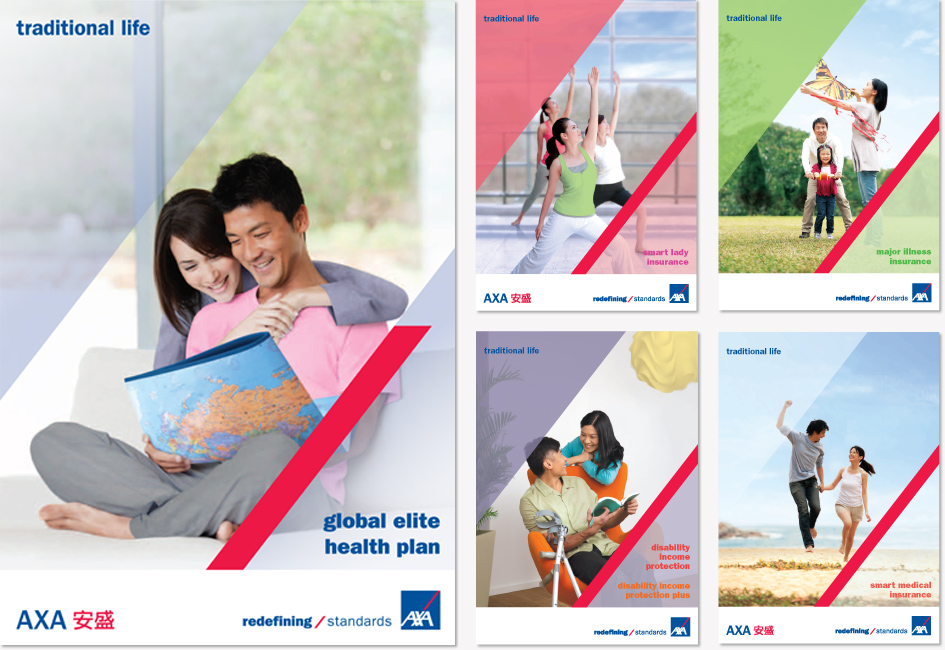 traditional life
global elite
health plan
AXA 安盛
redefining / standards
AXA
traditional life
smart lady
insurance
AXA 安盛
redefining / standards
AXA
traditional life
major illness
insurance
redefining / standards
AXA
traditional life
disability
income
protection
disability income
protection plus
redefining / standards
AXA
traditional life
smart medical
insurance
AXA 安盛
redefining / standards
AXA